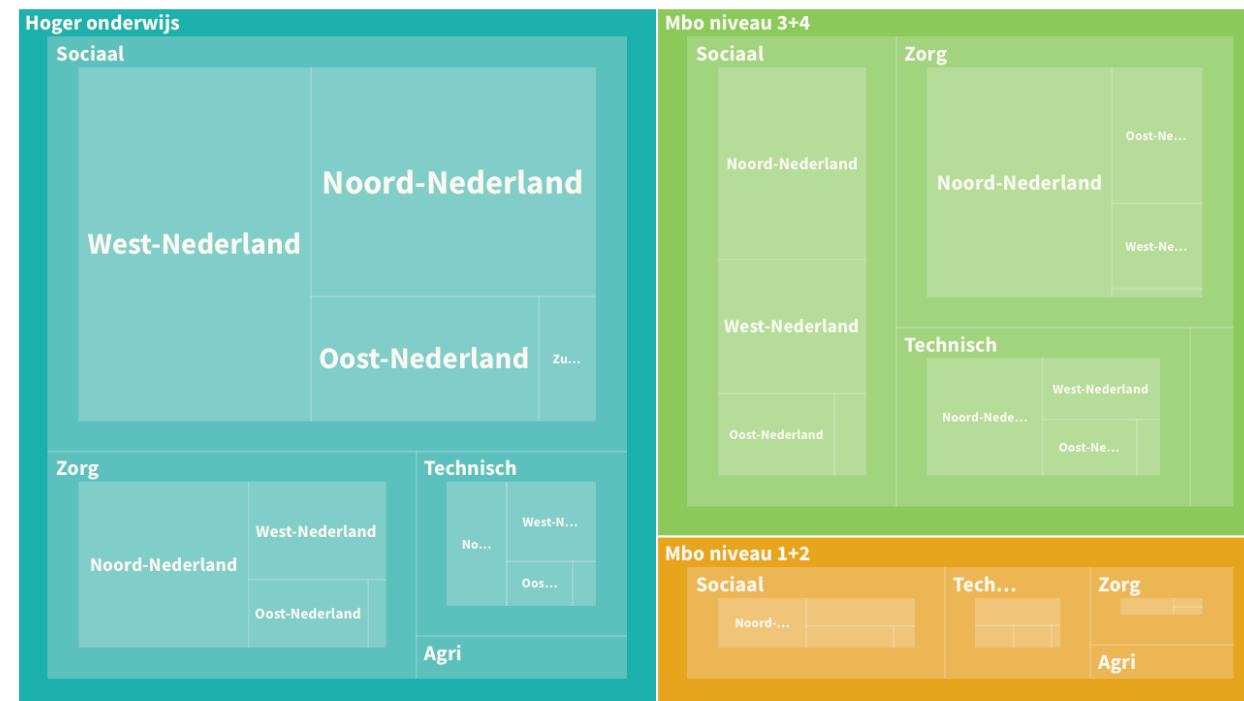 Hoger onderwijs
Sociaal
West-Nederland
Noord-Nederland
Oost-Nederland
Zu...
Zorg
Noord-Nederland
West-Nederland
Oost-Nederland
Technisch
No...
West-N...
Oos...
Agri
Mbo niveau 3+4
Sociaal
Noord-Nederland
West-Nederland
Oost-Nederland
Zorg
Noord-Nederland
Oost-Ne...
West-Ne...
Technisch
Noord-Nede...
West-Nederland
Oost-Ne...
Mbo niveau 1+2
Sociaal
Noord-...
Tech...
Zorg
Agri